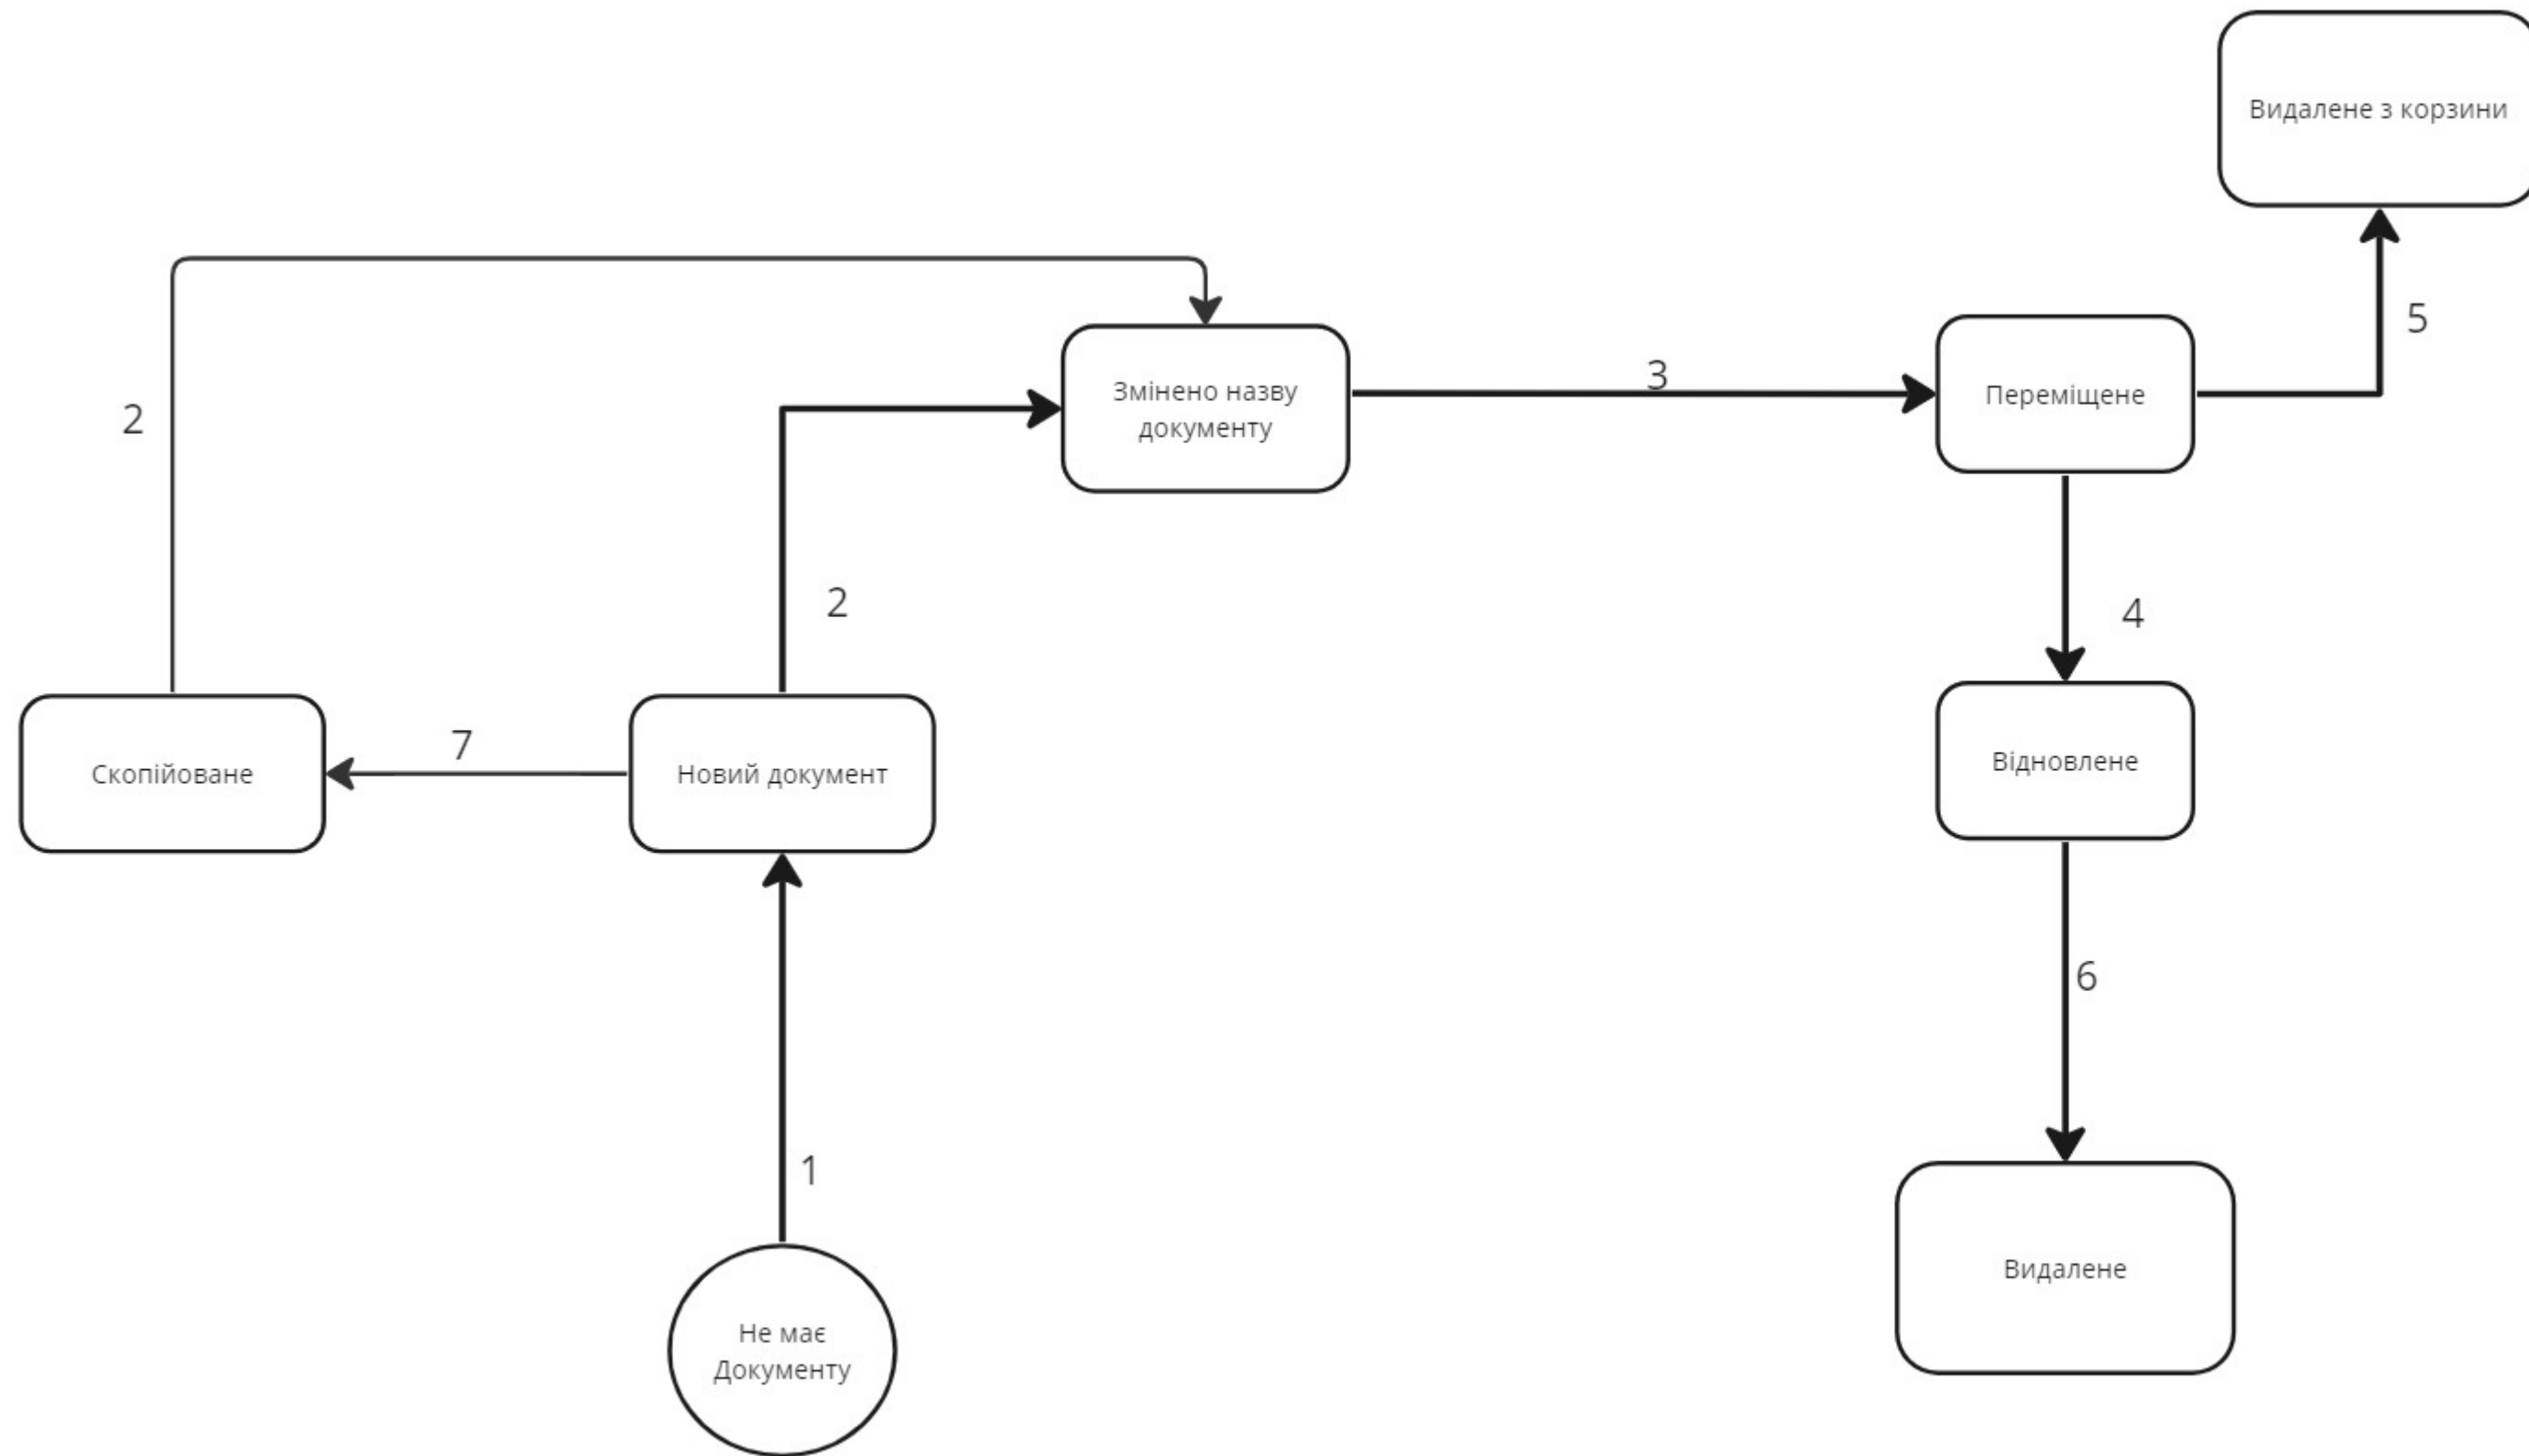 Видалене з корзини
5
Змінено назву
документу
3
Переміщене
2
2
4
Скопійоване
7
Новий документ
Відновлене
6
1
Видалене
Не має
Документу